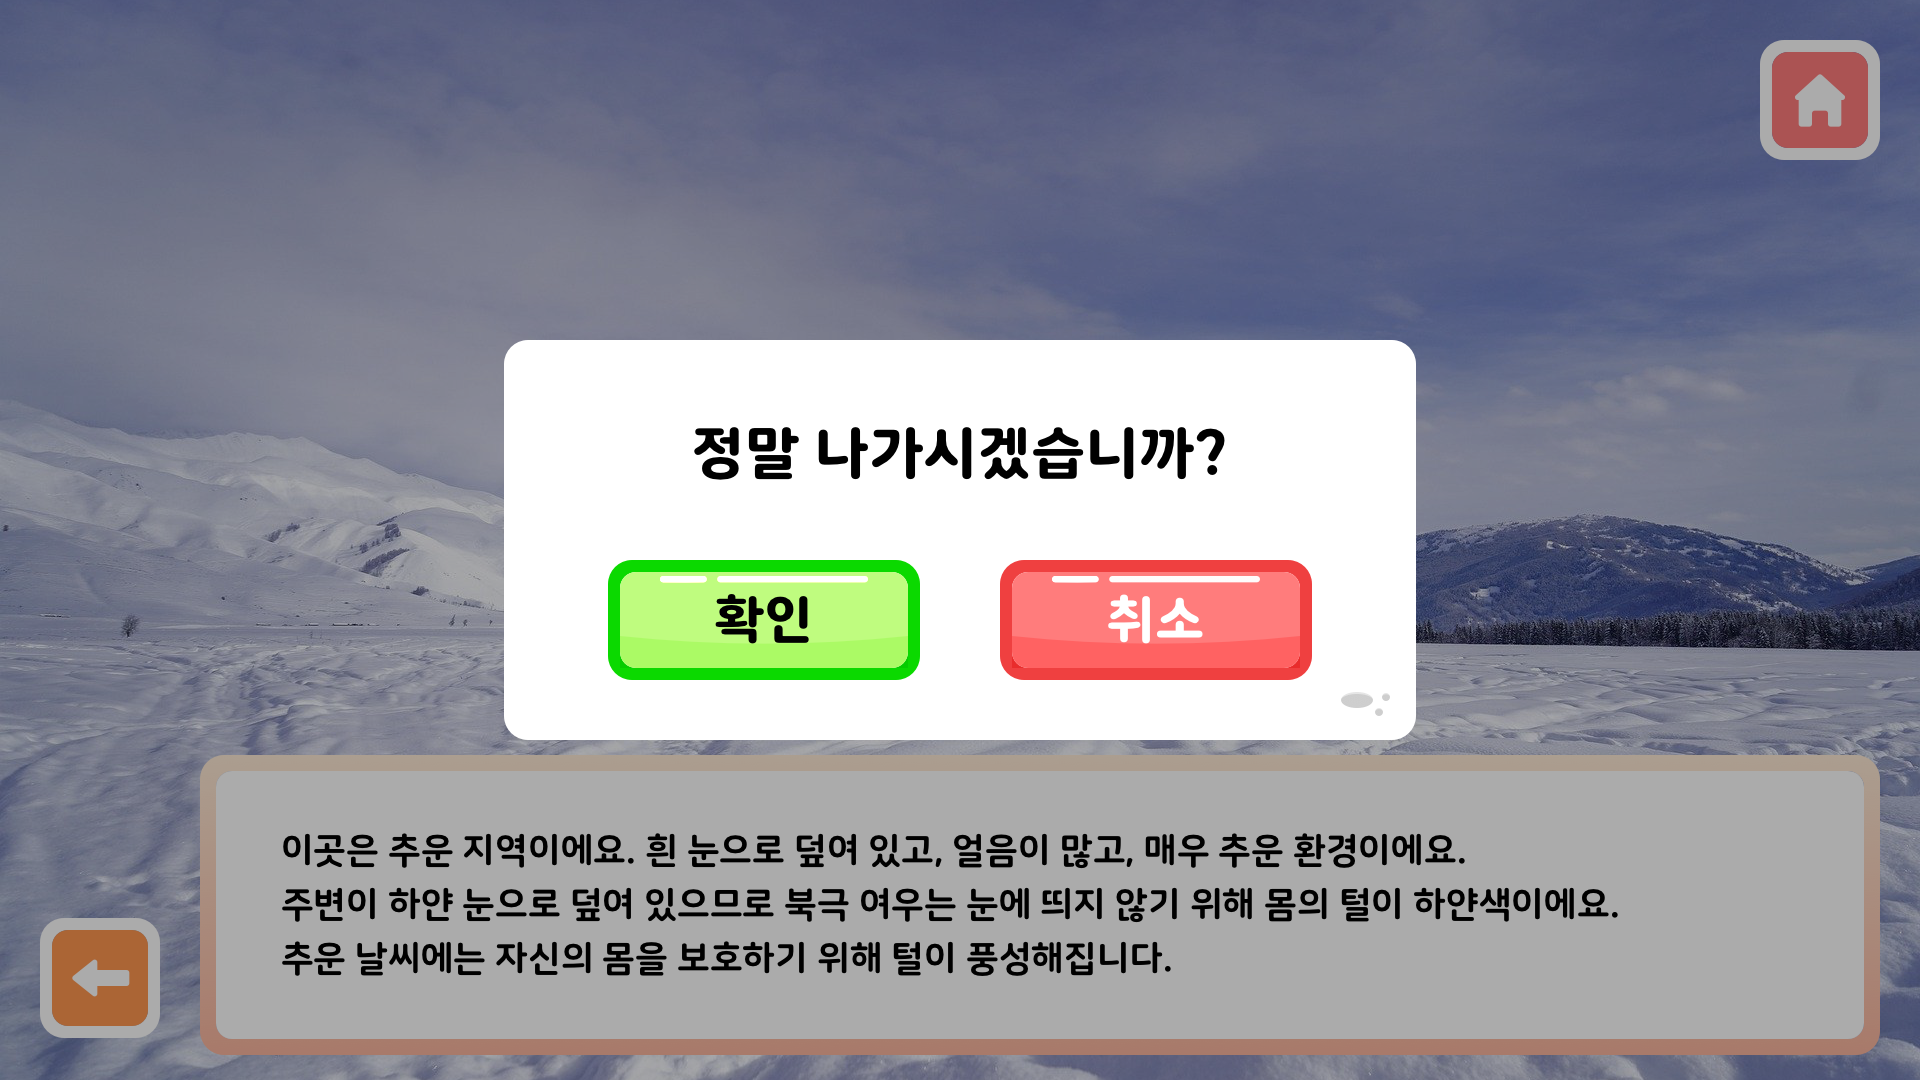 정말 나가시겠습니까?
확인
취소
이곳은 추운 지역이에요. 흰 눈으로 덮여 있고, 얼음이 많고, 매우 추운 환경이에요.
주변이 하얀 눈으로 덮여 있으므로 북극 여우는 눈에 띄지 않기 위해 몸의 털이 하얀색이에요.
추운 날씨에는 자신의 몸을 보호하기 위해 털이 풍성해집니다.